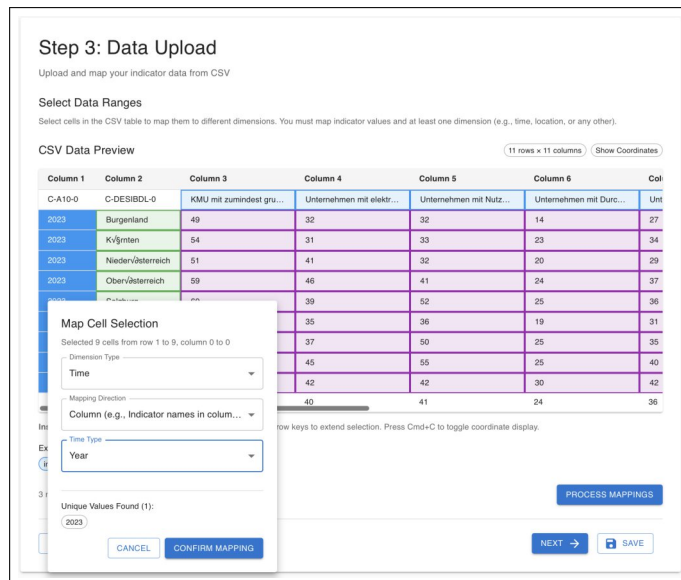 Step 3: Data Upload
Upload and map your indicator data from CSV
Select Data Ranges
Select cells in the CSV table to map them to different dimensions. You must map indicator values and at least one dimension (e.g., time, location, or any other).
CSV Data Preview 11 rows × 11 columns Show Coordinates
Column 1 Column 2 Column 3 Column 4 Column 5 Column 6 Colu
C-A10-0 C-DESIBDL-0 KMU mit zumindest gru... Unternehmen mit elektr... Unternehmen mit Nutz... Unternehmen mit Durc... Unt
2023 Burgenland 49 32 32 14 27
2023 K√§rnten 54 31 33 23 34
2023 Nieder√∂sterreich 51 41 32 20 29
2023 Ober√∂sterreich 59 46 41 24 37
2023 Salzburg 60 39 52 25 36
35 36 19 31
37 50 25 35
45 55 25 40
42 42 30 42
40 41 24 36
Map Cell Selection
Selected 9 cells from row 1 to 9, column 0 to 0
Dimension Type
Time
Mapping Direction
Column (e.g., Indicator names in colum...
Time Type
Year
Unique Values Found (1):
2023
CANCEL CONFIRM MAPPING
row keys to extend selection. Press Cmd+C to toggle coordinate display.
PROCESS MAPPINGS
NEXT → SAVE